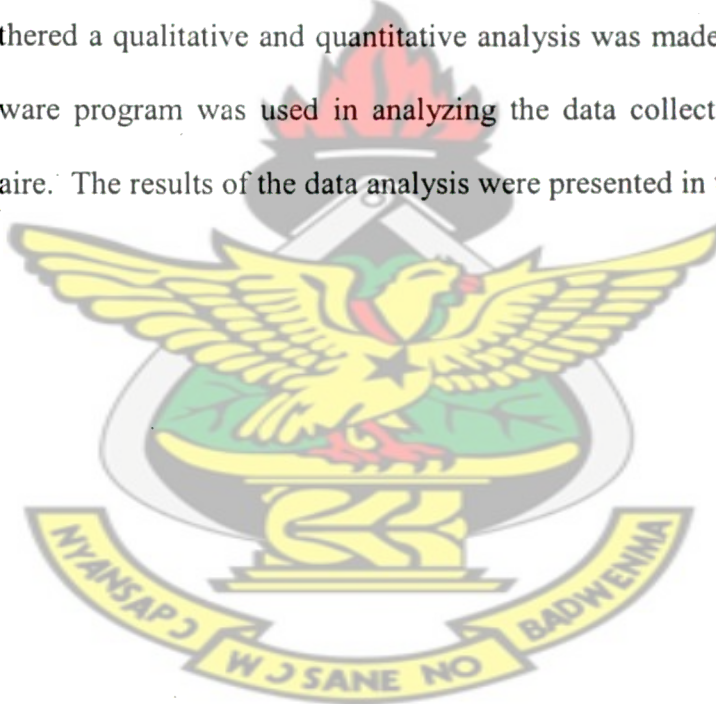 thered a qualitative and quantitative analysis was made
ware program was used in analyzing the data collect
aire. The results of the data analysis were presented in
NYANSAPƆ
WƆSANE NO
BADWENMA